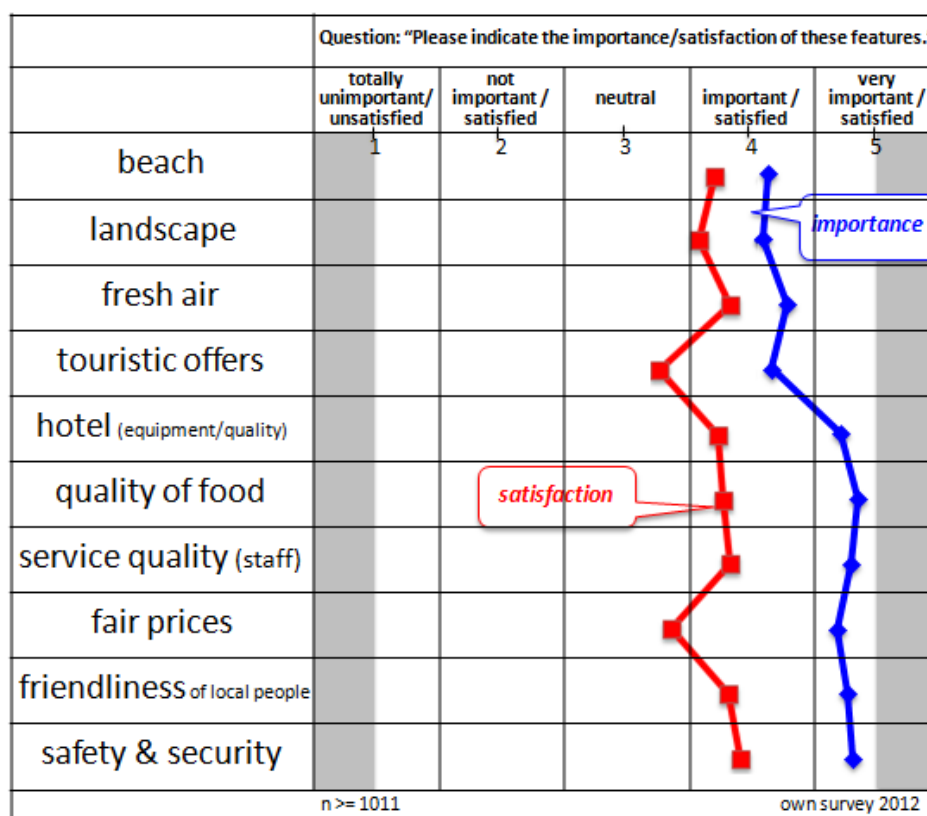 Question: "Please indicate the importance/satisfaction of these features.
totally unimportant/ unsatisfied
not important / satisfied
neutral
important / satisfied
very important / satisfied
1 2 3 4 5
beach
landscape
importance
fresh air
touristic offers
hotel (equipment/quality)
quality of food
satisfaction
service quality (staff)
fair prices
friendliness of local people
safety & security
n >= 1011
own survey 2012